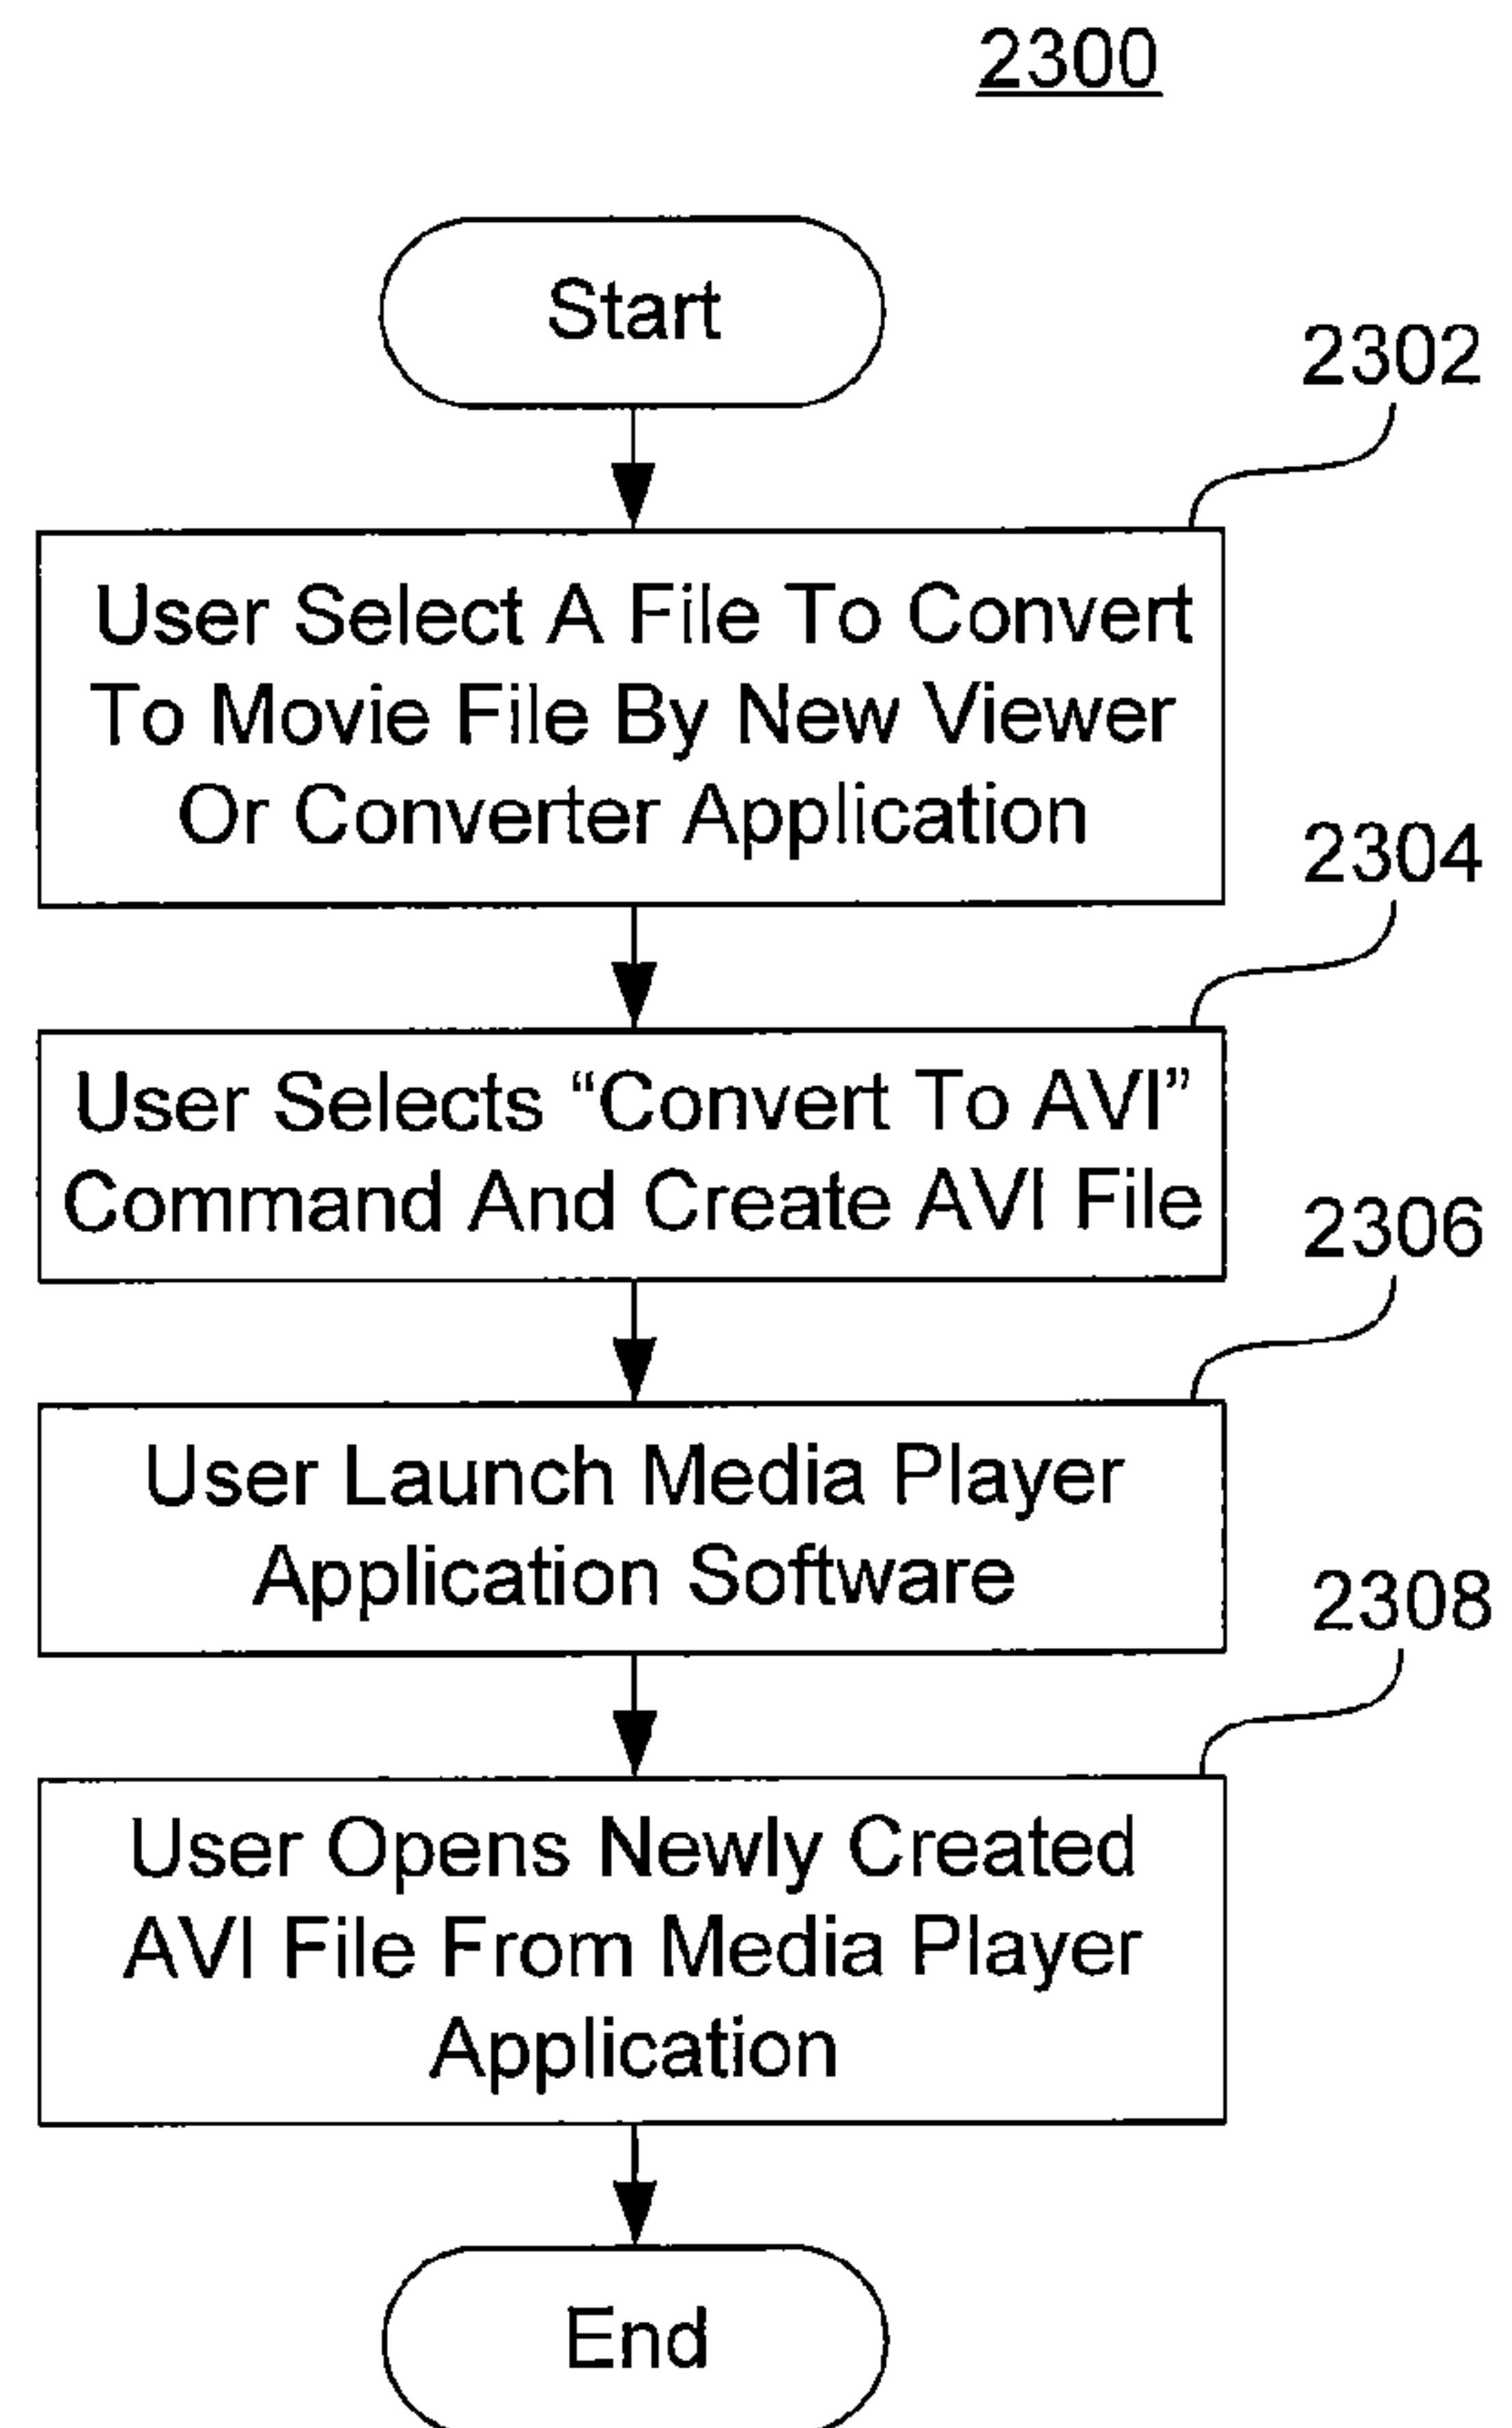 2300
Start
2302
User Select A File To Convert
To Movie File By New Viewer
Or Converter Application
2304
User Selects “Convert To AVI”
Command And Create AVI File
2306
User Launch Media Player
Application Software
2308
User Opens Newly Created
AVI File From Media Player
Application
End